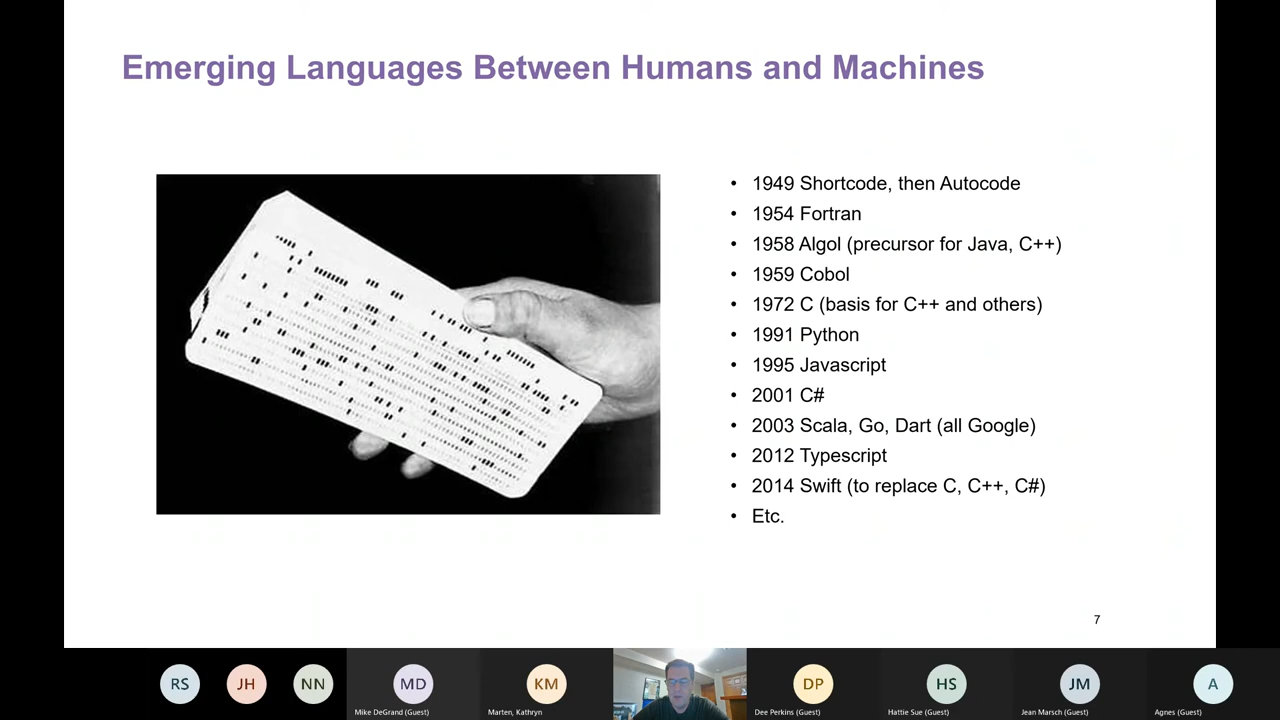 Emerging Languages Between Humans and Machines
• 1949 Shortcode, then Autocode
• 1954 Fortran
• 1958 Algol (precursor for Java, C++)
• 1959 Cobol
• 1972 C (basis for C++ and others)
• 1991 Python
• 1995 Javascript
• 2001 C#
• 2003 Scala, Go, Dart (all Google)
• 2012 Typescript
• 2014 Swift (to replace C, C++, C#)
• Etc.
7
RS JH NN MD KM DP HS JM A
Mike DeGrand (Guest) Marten, Kathryn Dee Perkins (Guest) Hattie Sue (Guest) Jean Marsch (Guest) Agnes (Guest)